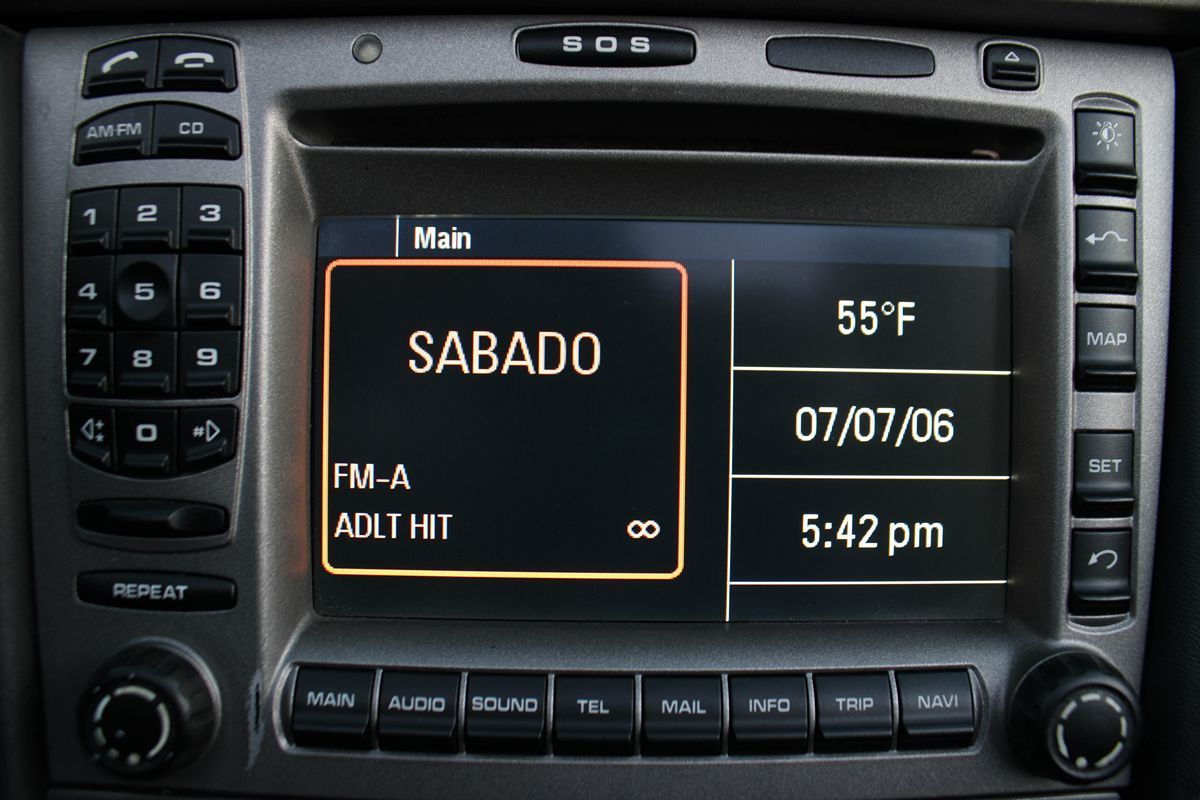 SOS
AM·FM CD
1 2 3
4 5 6
7 8 9
+
* 0 #
REPEAT
Main
SABADO
FM-A
ADLT HIT ∞
55°F
07/07/06
5:42 pm
MAP
SET
MAIN AUDIO SOUND TEL MAIL INFO TRIP NAVI